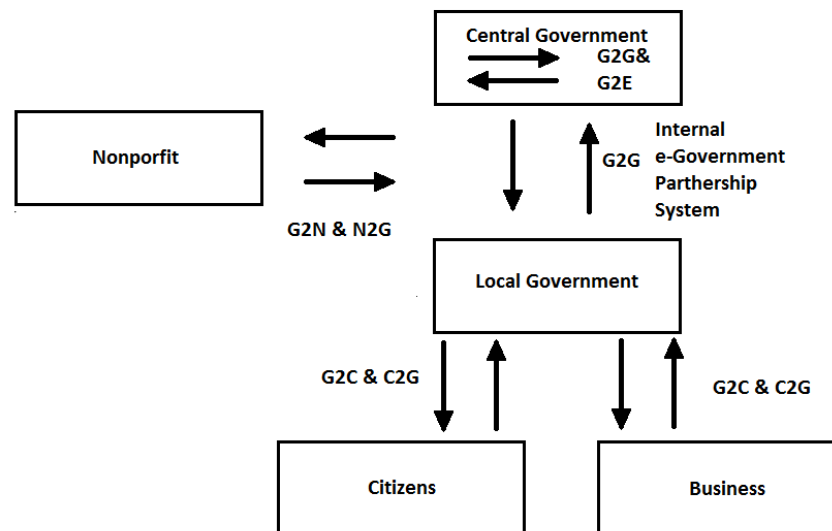 Central Government
G2G&
G2E
Nonporfit
Internal
e-Government
Parthership
System
G2G
G2N & N2G
Local Government
G2C & C2G
G2C & C2G
Citizens
Business